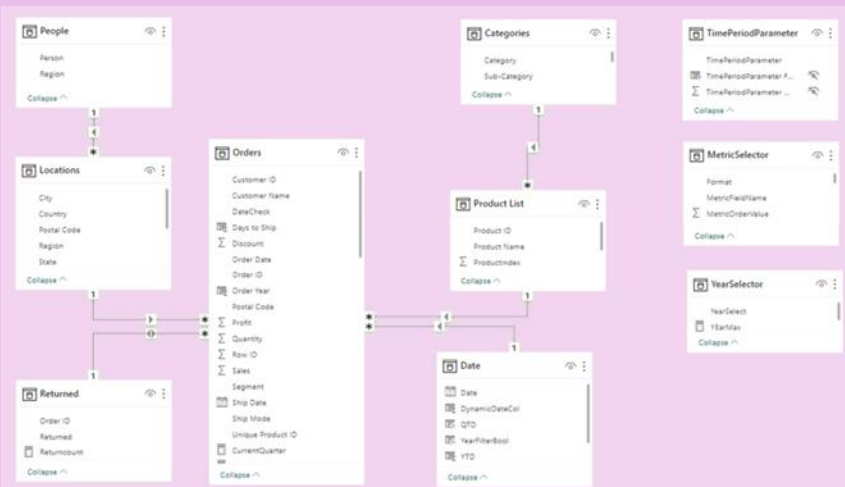 People
Person
Region
Collapse
1
*
Locations
City
Country
Postal Code
Region
State
Collapse
1
*
Returned
Order ID
Returned
Returncount
Collapse
1
*
Orders
Customer ID
Customer Name
DateCheck
Days to Ship
Discount
Order Date
Order ID
Order Year
Postal Code
Profit
Quantity
Row ID
Sales
Segment
Ship Date
Ship Mode
Unique Product ID
CurrentQuarter
Collapse
Categories
Category
Sub-Category
Collapse
1
*
Product List
Product ID
Product Name
ProductIndex
Collapse
1
*
Date
Date
DynamicDateCol
QTD
YearFilterBool
YTD
Collapse
1
*
TimePeriodParameter
TimePeriodParameter
TimePeriodParameter F...
TimePeriodParameter ...
Collapse
MetricSelector
Format
MetricFieldName
MetricOrderValue
Collapse
YearSelector
YearSelect
YEarMax
Collapse